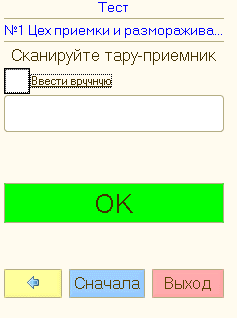 Тест
№1 Цех приемки и разморажива...
Сканируйте тару-приемник
Ввести вручную
OK
Сначала
Выход